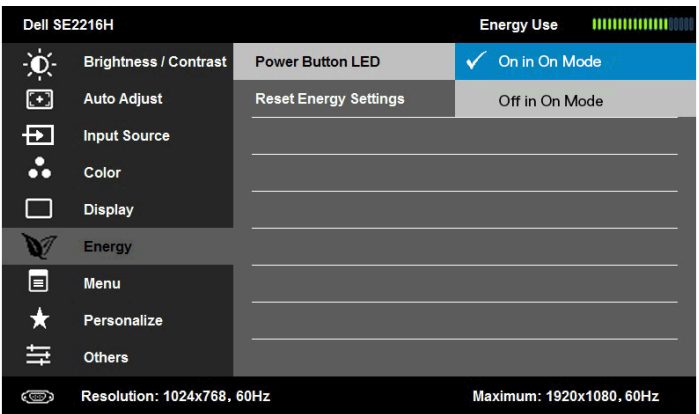 Dell SE2216H Energy Use
Brightness / Contrast Power Button LED On in On Mode
Auto Adjust Reset Energy Settings Off in On Mode
Input Source
Color
Display
Energy
Menu
Personalize
Others
Resolution: 1024x768, 60Hz Maximum: 1920x1080, 60Hz